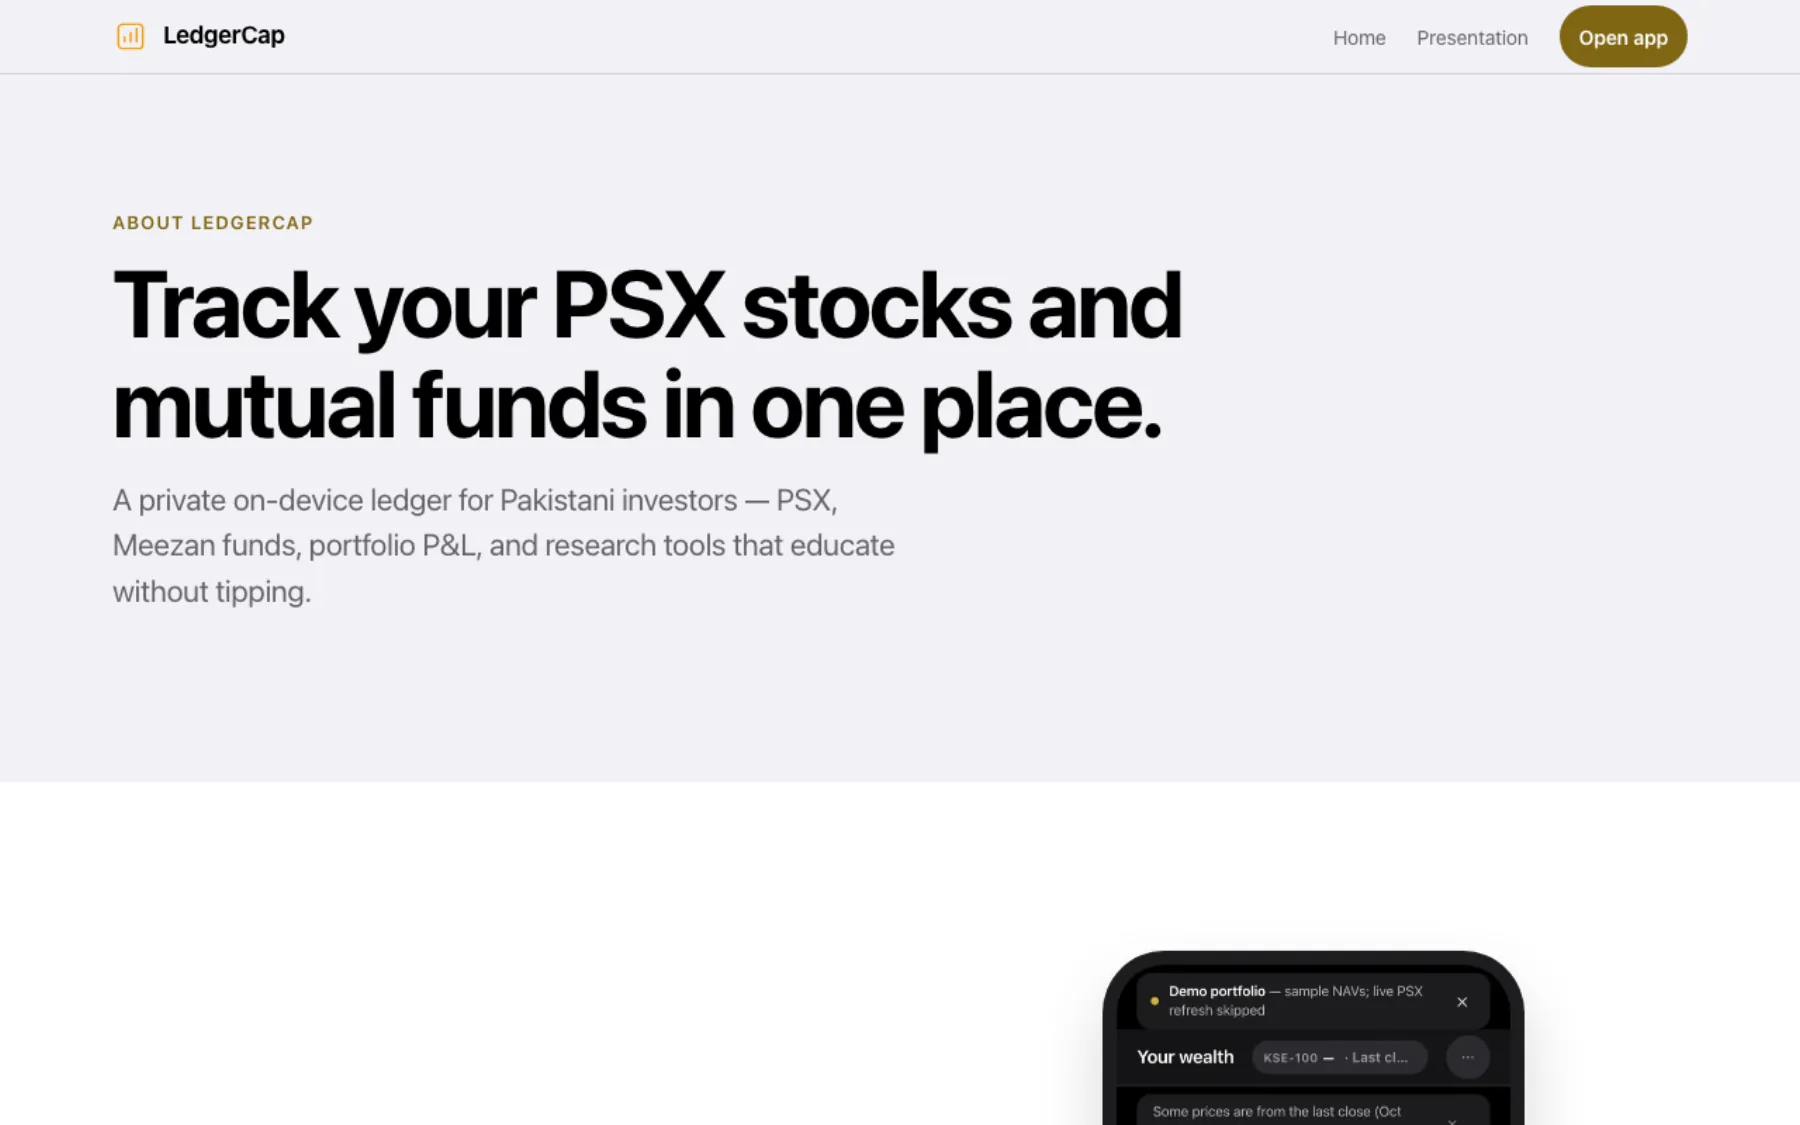 LedgerCap
Home
Presentation
Open app
ABOUT LEDGERCAP
Track your PSX stocks and
mutual funds in one place.
A private on-device ledger for Pakistani investors — PSX,
Meezan funds, portfolio P&L, and research tools that educate
without tipping.
Demo portfolio — sample NAVs; live PSX
refresh skipped
Your wealth
KSE-100 — · Last cl...
Some prices are from the last close (Oct